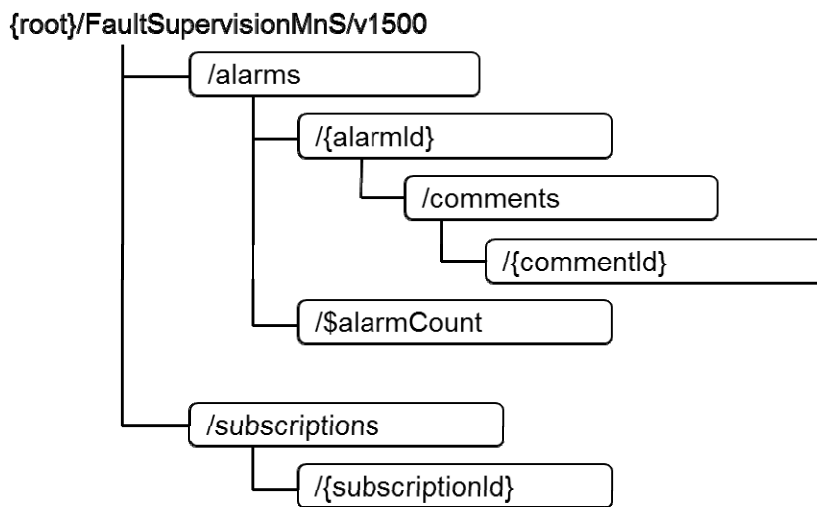 {root}/FaultSupervisionMnS/v1500
/alarms
/{alarmId}
/comments
/{commentId}
/$alarmCount
/subscriptions
/{subscriptionId}